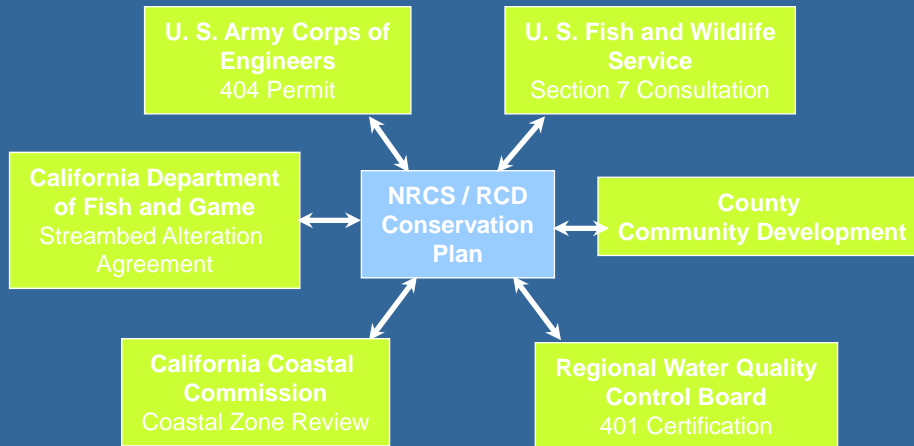 U. S. Army Corps of
Engineers
404 Permit
U. S. Fish and Wildlife
Service
Section 7 Consultation
California Department
of Fish and Game
Streambed Alteration
Agreement
NRCS / RCD
Conservation
Plan
County
Community Development
California Coastal
Commission
Coastal Zone Review
Regional Water Quality
Control Board
401 Certification